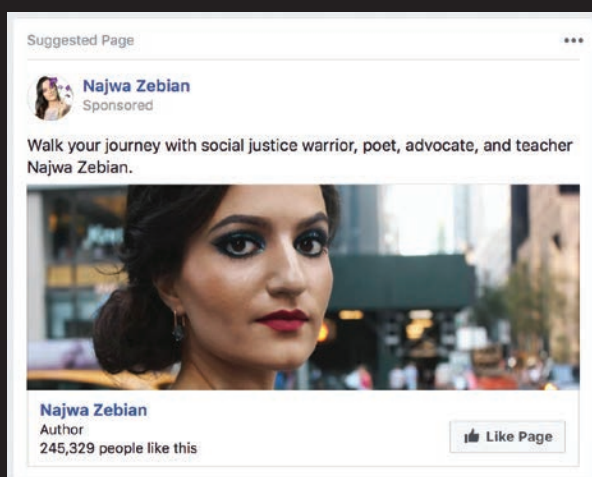 Suggested Page
Najwa Zebian
Sponsored
Walk your journey with social justice warrior, poet, advocate, and teacher
Najwa Zebian.
Najwa Zebian
Author
245,329 people like this
Like Page